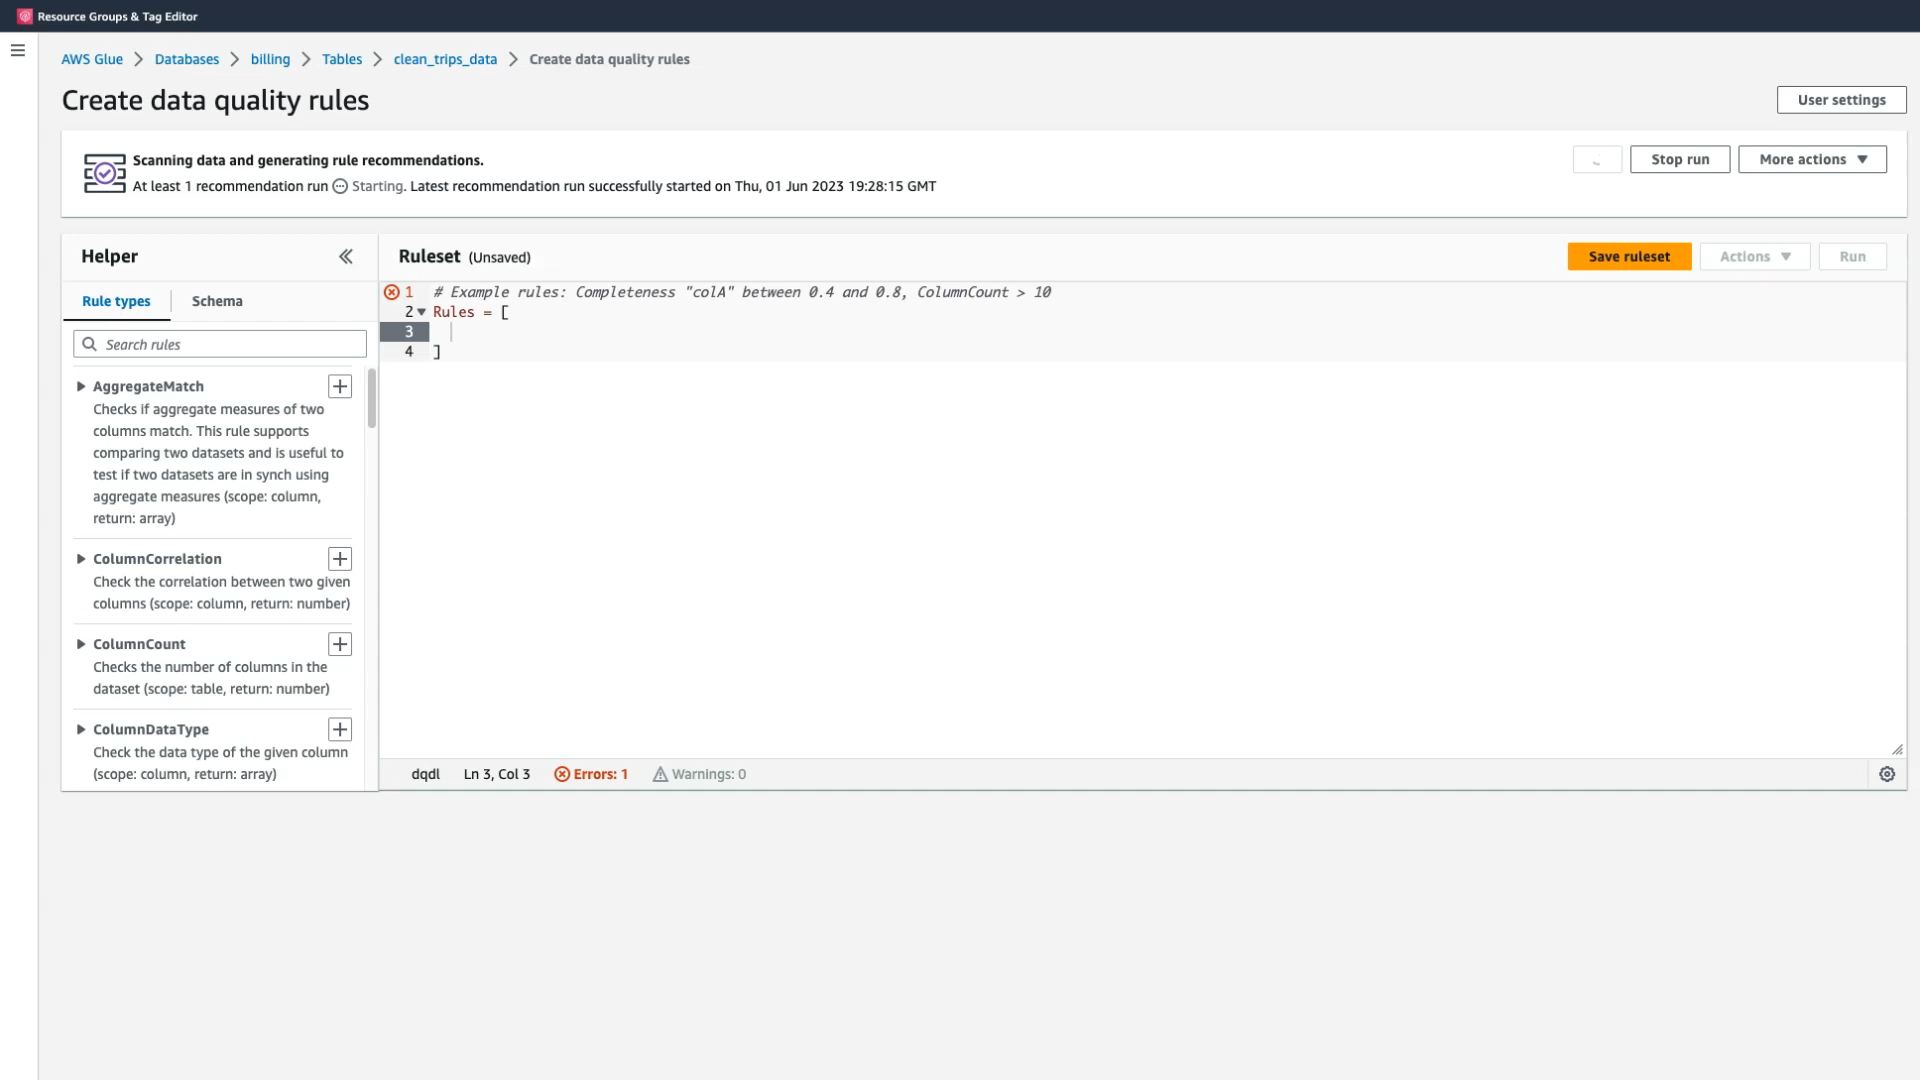 Resource Groups & Tag Editor
AWS Glue > Databases > billing > Tables > clean_trips_data > Create data quality rules
Create data quality rules
User settings
Scanning data and generating rule recommendations.
At least 1 recommendation run Starting. Latest recommendation run successfully started on Thu, 01 Jun 2023 19:28:15 GMT
Stop run
More actions
Helper
Ruleset (Unsaved)
Save ruleset
Actions
Run
Rule types
Schema
Search rules
1 # Example rules: Completeness "colA" between 0.4 and 0.8, ColumnCount > 10
2 Rules = [
3
4 ]
AggregateMatch
Checks if aggregate measures of two
columns match. This rule supports
comparing two datasets and is useful to
test if two datasets are in synch using
aggregate measures (scope: column,
return: array)
ColumnCorrelation
Check the correlation between two given
columns (scope: column, return: number)
ColumnCount
Checks the number of columns in the
dataset (scope: table, return: number)
ColumnDataType
Check the data type of the given column
(scope: column, return: array)
dqdl Ln 3, Col 3 Errors: 1 Warnings: 0